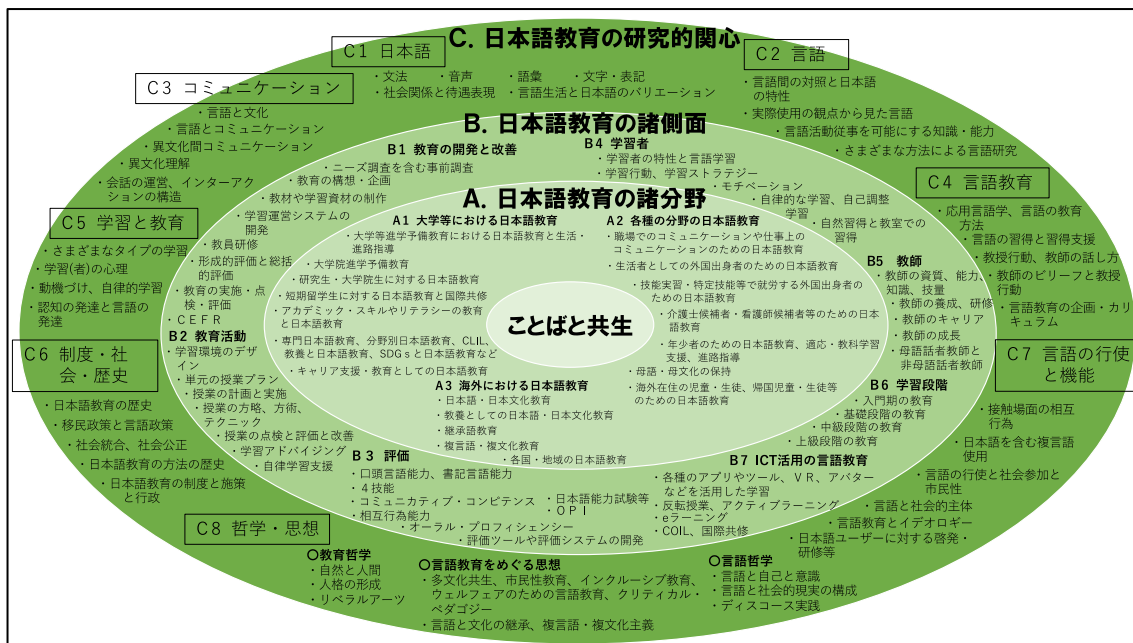 C. 日本語教育の研究的関心
C1 日本語
・文法 ・音声 ・語彙 ・文字・表記
・社会関係と待遇表現 ・言語生活と日本語のバリエーション
C2 言語
・言語間の対照と日本語
の特性
・実際使用の観点から見た言語
・言語活動従事を可能にする知識・能力
・さまざまな方法による言語研究
C3 コミュニケーション
・言語と文化
・言語とコミュニケーション
・異文化間コミュニケーション
・異文化理解
・会話の運営、インターアク
ションの構造
C4 言語教育
・応用言語学、言語の教育
方法
・言語の習得と習得支援
・教授行動、教師の話し方
・教師のビリーフと教授
行動
・言語教育の企画・カリ
キュラム
C5 学習と教育
・さまざまなタイプの学習
・学習(者)の心理
・動機づけ、自律的学習
・認知の発達と言語の
発達
C6 制度・社
会・歴史
・日本語教育の歴史
・移民政策と言語政策
・社会統合、社会公正
・日本語教育の方法の歴史
・日本語教育の制度と施策
と行政
C7 言語の行使
と機能
・接触場面の相互
行為
・日本語を含む複言語
使用
・言語の行使と社会参加と
市民性
・言語と社会的主体
・言語教育とイデオロギー
・日本語ユーザーに対する啓発・
研修等
C8 哲学・思想
〇教育哲学
・自然と人間
・人格の形成
・リベラルアーツ
〇言語教育をめぐる思想
・多文化共生、市民性教育、インクルーシブ教育、
ウェルフェアのための言語教育、クリティカル・
ペダゴジー
・言語と文化の継承、複言語・複文化主義
〇言語哲学
・言語と自己と意識
・言語と社会的現実の構成
・ディスコース実践
B. 日本語教育の諸側面
B1 教育の開発と改善
・ニーズ調査を含む事前調査
・教育の構想・企画
・教材や学習資材の制作
・学習運営システムの
開発
・教員研修
・形成的評価と総括
的評価
・教育の実施・点
検・評価
・CEFR
B2 教育活動
・学習環境のデザ
イン
・単元の授業プラン
・授業の計画と実施
・授業の方略、方術、
テクニック
・授業の点検と評価と改善
・学習アドバイジング
・自律学習支援
B3 評価
・口頭言語能力、書記言語能力
・4技能
・コミュニカティブ・コンピテンス
・相互行為能力
・日本語能力試験等
・OPI
・オーラル・プロフィシェンシー
・評価ツールや評価システムの開発
B4 学習者
・学習者の特性と言語学習
・学習行動、学習ストラテジー
・モチベーション
・自律的な学習、自己調整
学習
・自然習得と教室での
習得
B5 教師
・教師の資質、能力、
知識、技量
・教師の養成、研修
・教師のキャリア
・教師の成長
・母語話者教師と
非母語話者教師
B6 学習段階
・入門期の教育
・基礎段階の教育
・中級段階の教育
・上級段階の教育
B7 ICT活用の言語教育
・各種のアプリやツール、VR、アバター
などを活用した学習
・反転授業、アクティブラーニング
・eラーニング
・COIL、国際共修
A. 日本語教育の諸分野
A1 大学等における日本語教育
・大学等進学予備教育における日本語教育と生活・
進路指導
・大学院進学予備教育
・研究生・大学院生に対する日本語教育
・短期留学生に対する日本語教育と国際共修
・アカデミック・スキルやリテラシーの教育
と日本語教育
・専門日本語教育、分野別日本語教育、CLIL、
教養と日本語教育、SDGsと日本語教育など
・キャリア支援・教育としての日本語教育
A2 各種の分野の日本語教育
・職場でのコミュニケーションや仕事上の
コミュニケーションのための日本語教育
・生活者としての外国出身者のための日本語教育
・技能実習・特定技能等で就労する外国出身者
のための日本語教育
・介護士候補者・看護師候補者等のための日本
語教育
・年少者のための日本語教育、適応・教科学習
支援、進路指導
・母語・母文化の保持
・海外在住の児童・生徒、帰国児童・生徒等
のための日本語教育
A3 海外における日本語教育
・日本語・日本文化教育
・教養としての日本語・日本文化教育
・継承語教育
・複言語・複文化教育
・各国・地域の日本語教育
ことばと共生